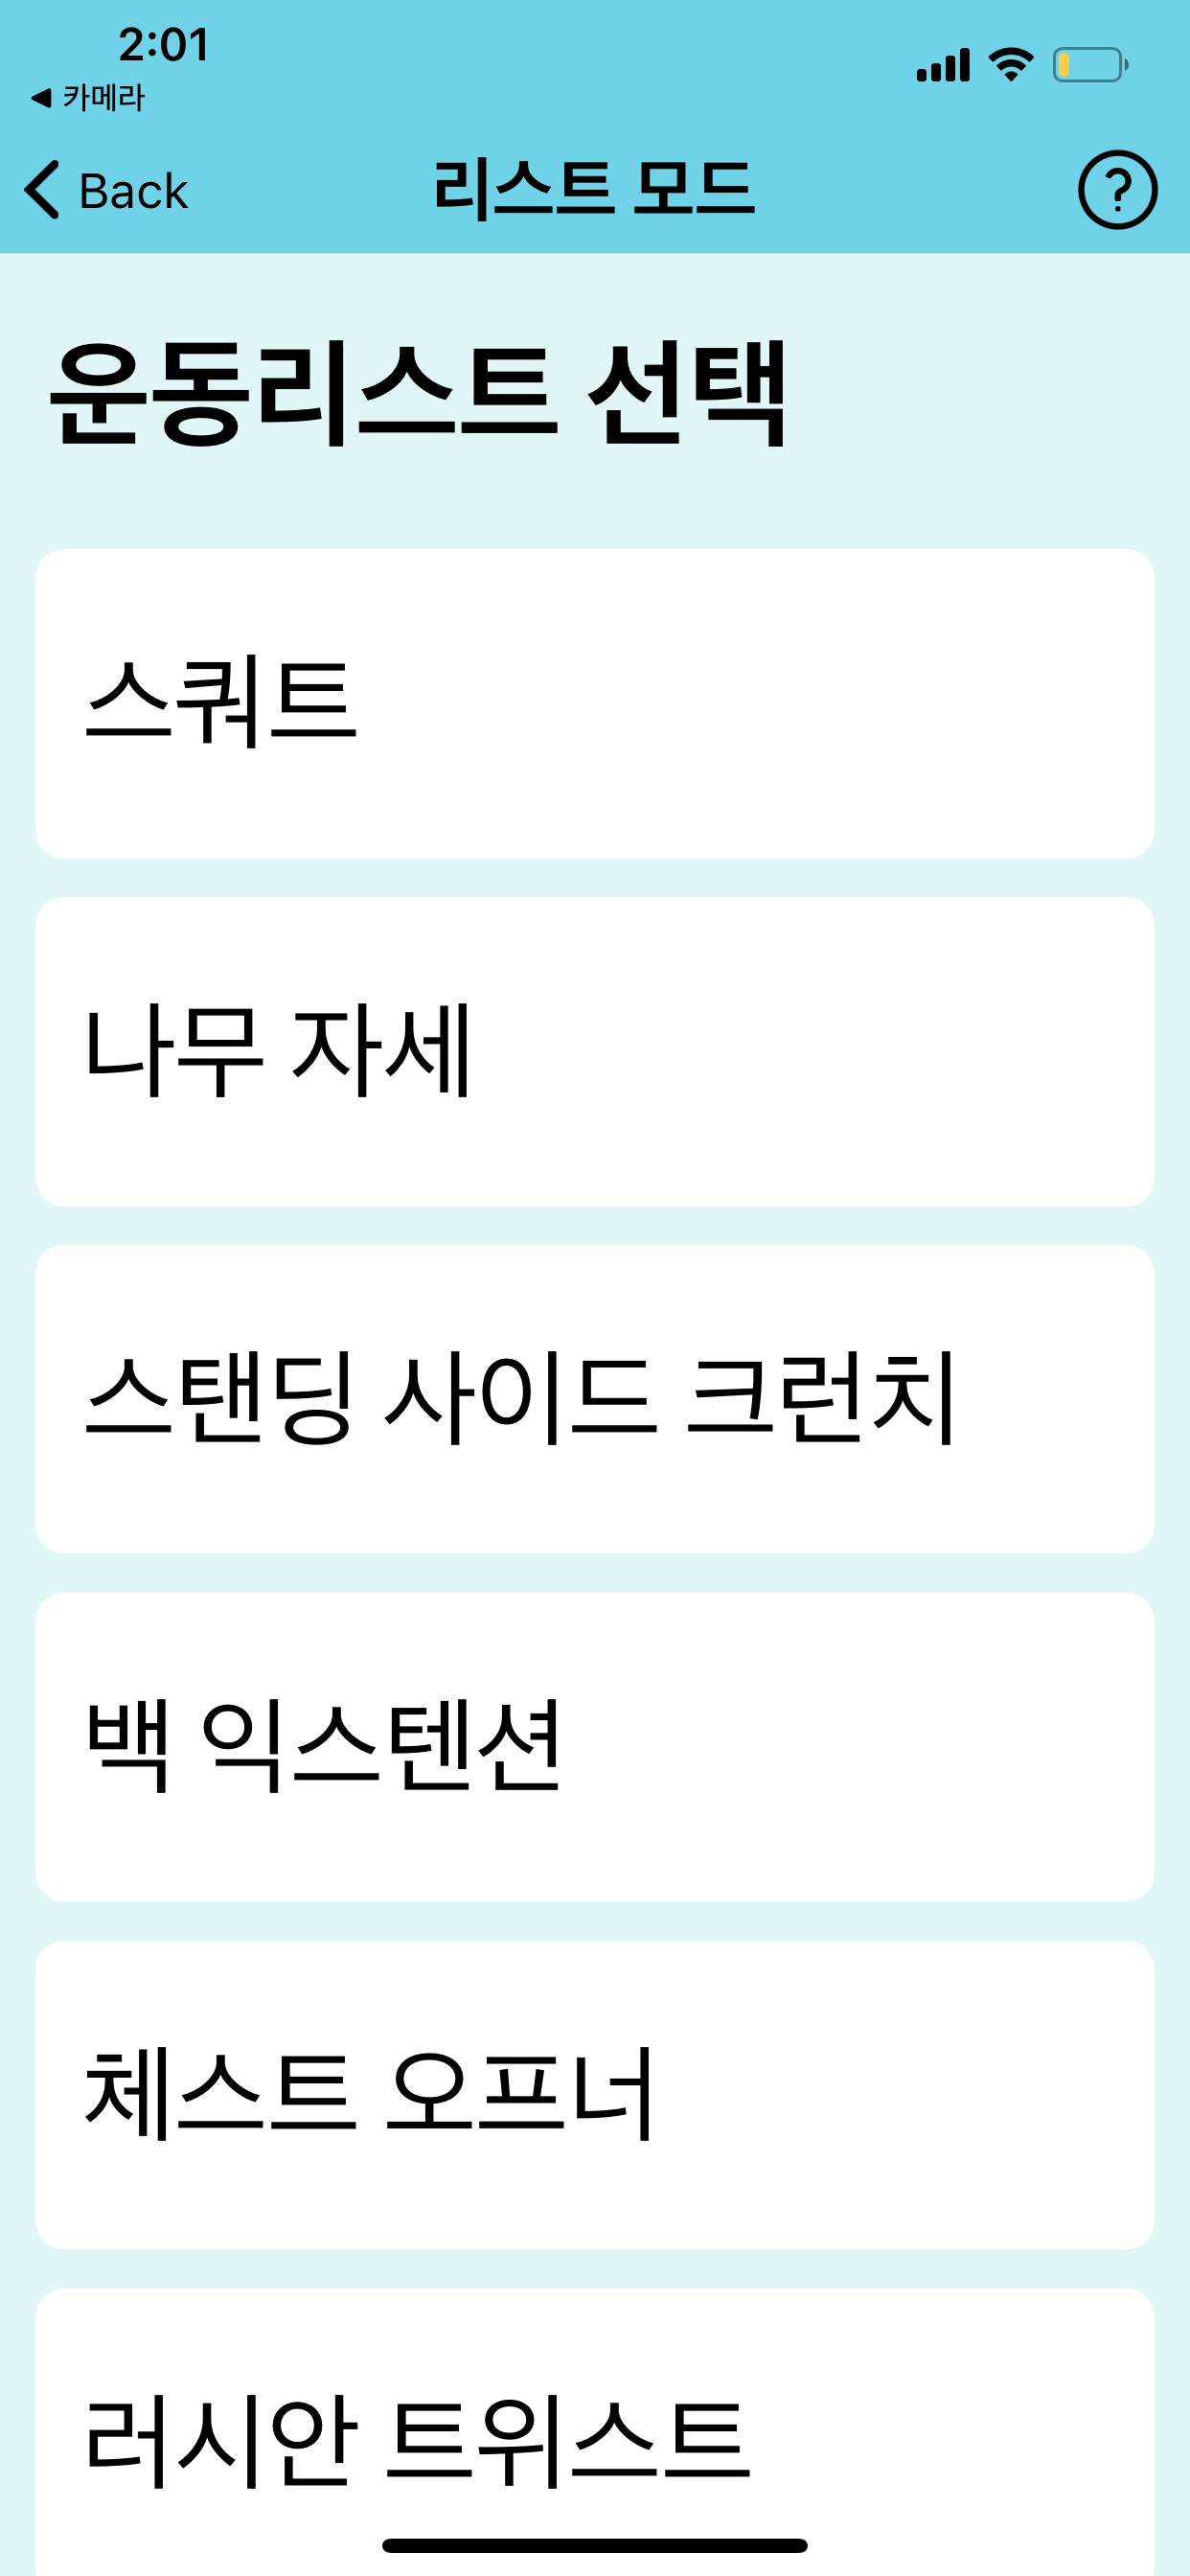 2:01
◀ 카메라
Back
리스트 모드
?
운동리스트 선택
스쿼트
나무 자세
스탠딩 사이드 크런치
백 익스텐션
체스트 오프너
러시안 트위스트